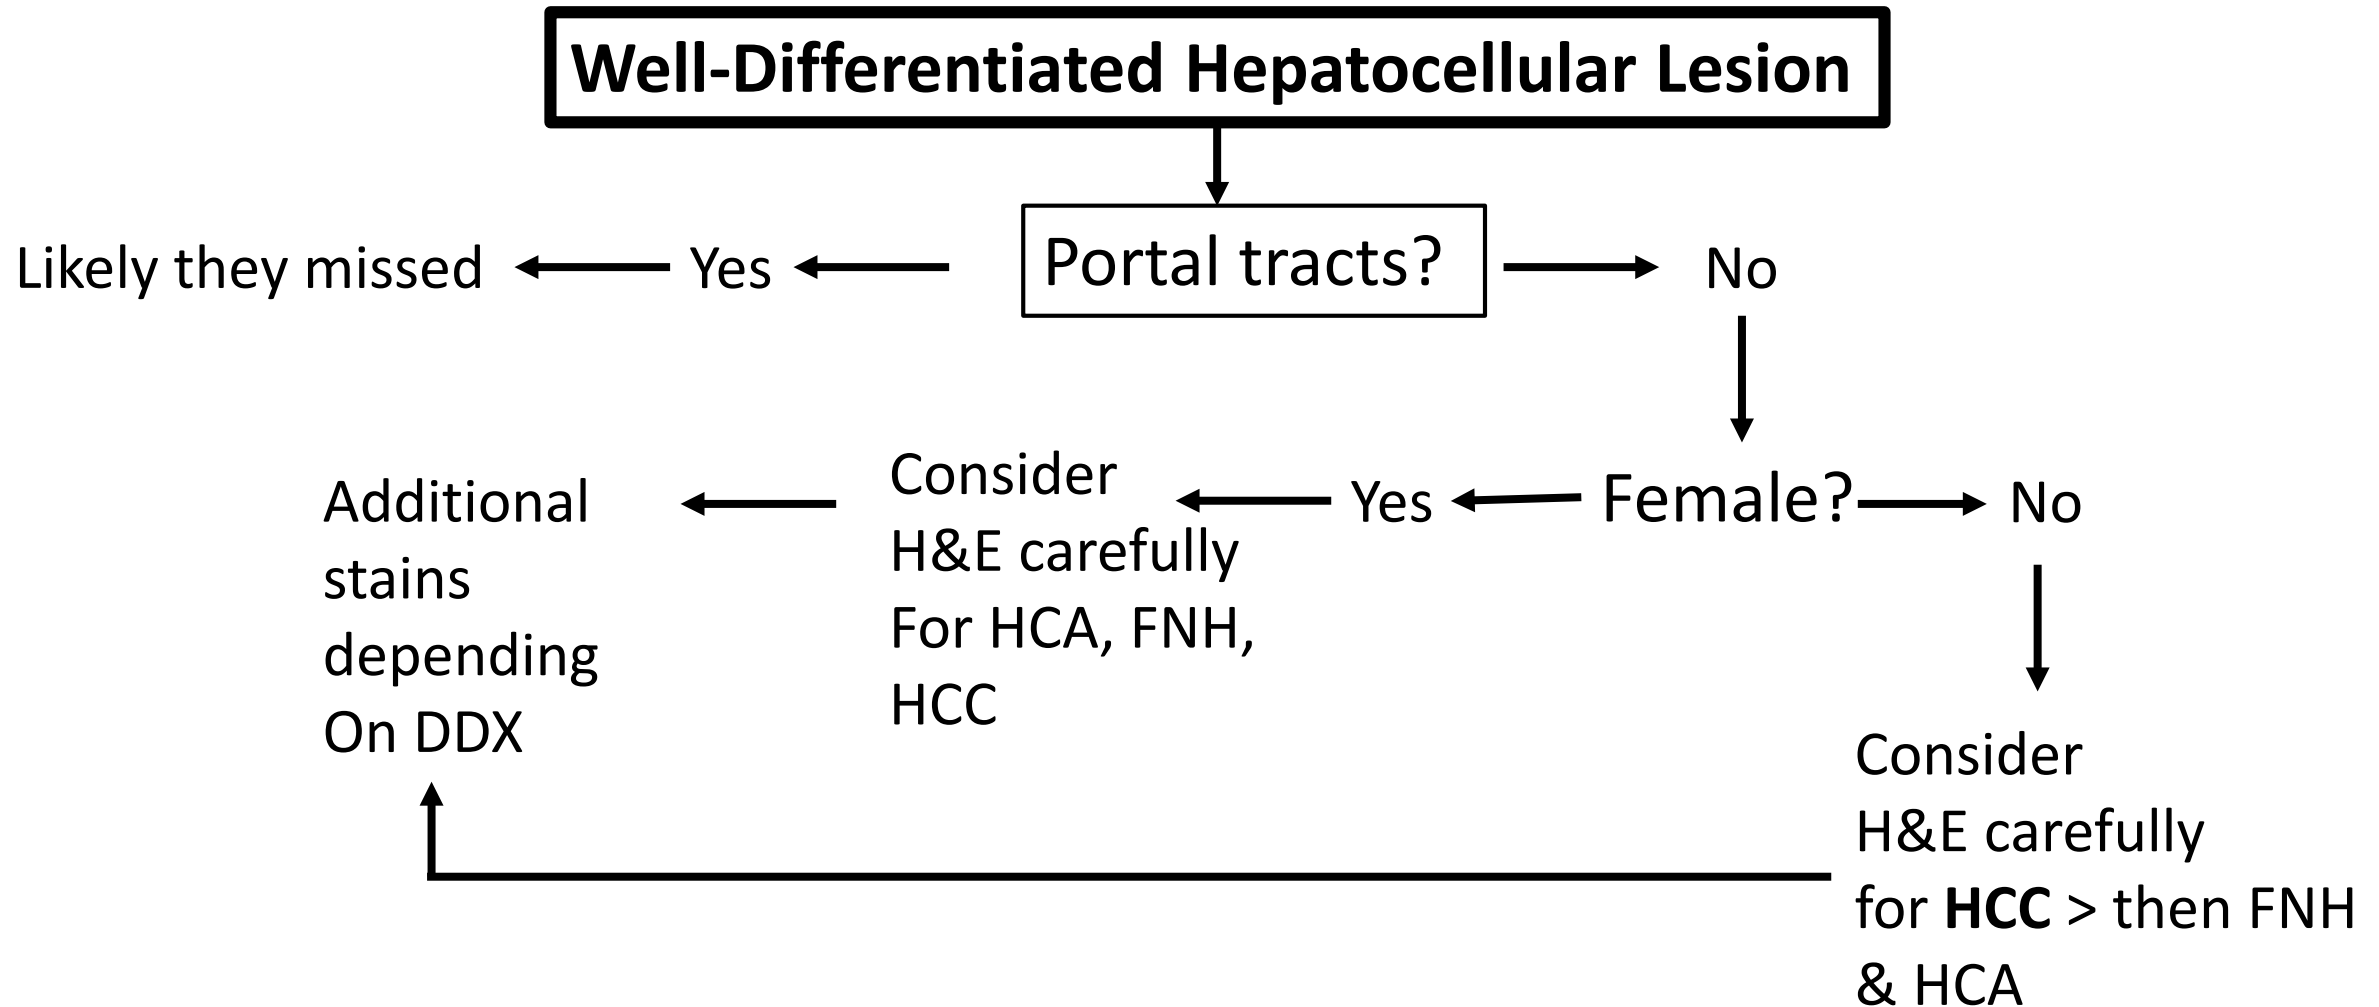 Well-Differentiated Hepatocellular Lesion
Likely they missed
Yes
Portal tracts?
No
Additional
stains
depending
On DDX
Consider
H&E carefully
For HCA, FNH,
HCC
Yes
Female?
No
Consider
H&E carefully
for HCC > then FNH
& HCA